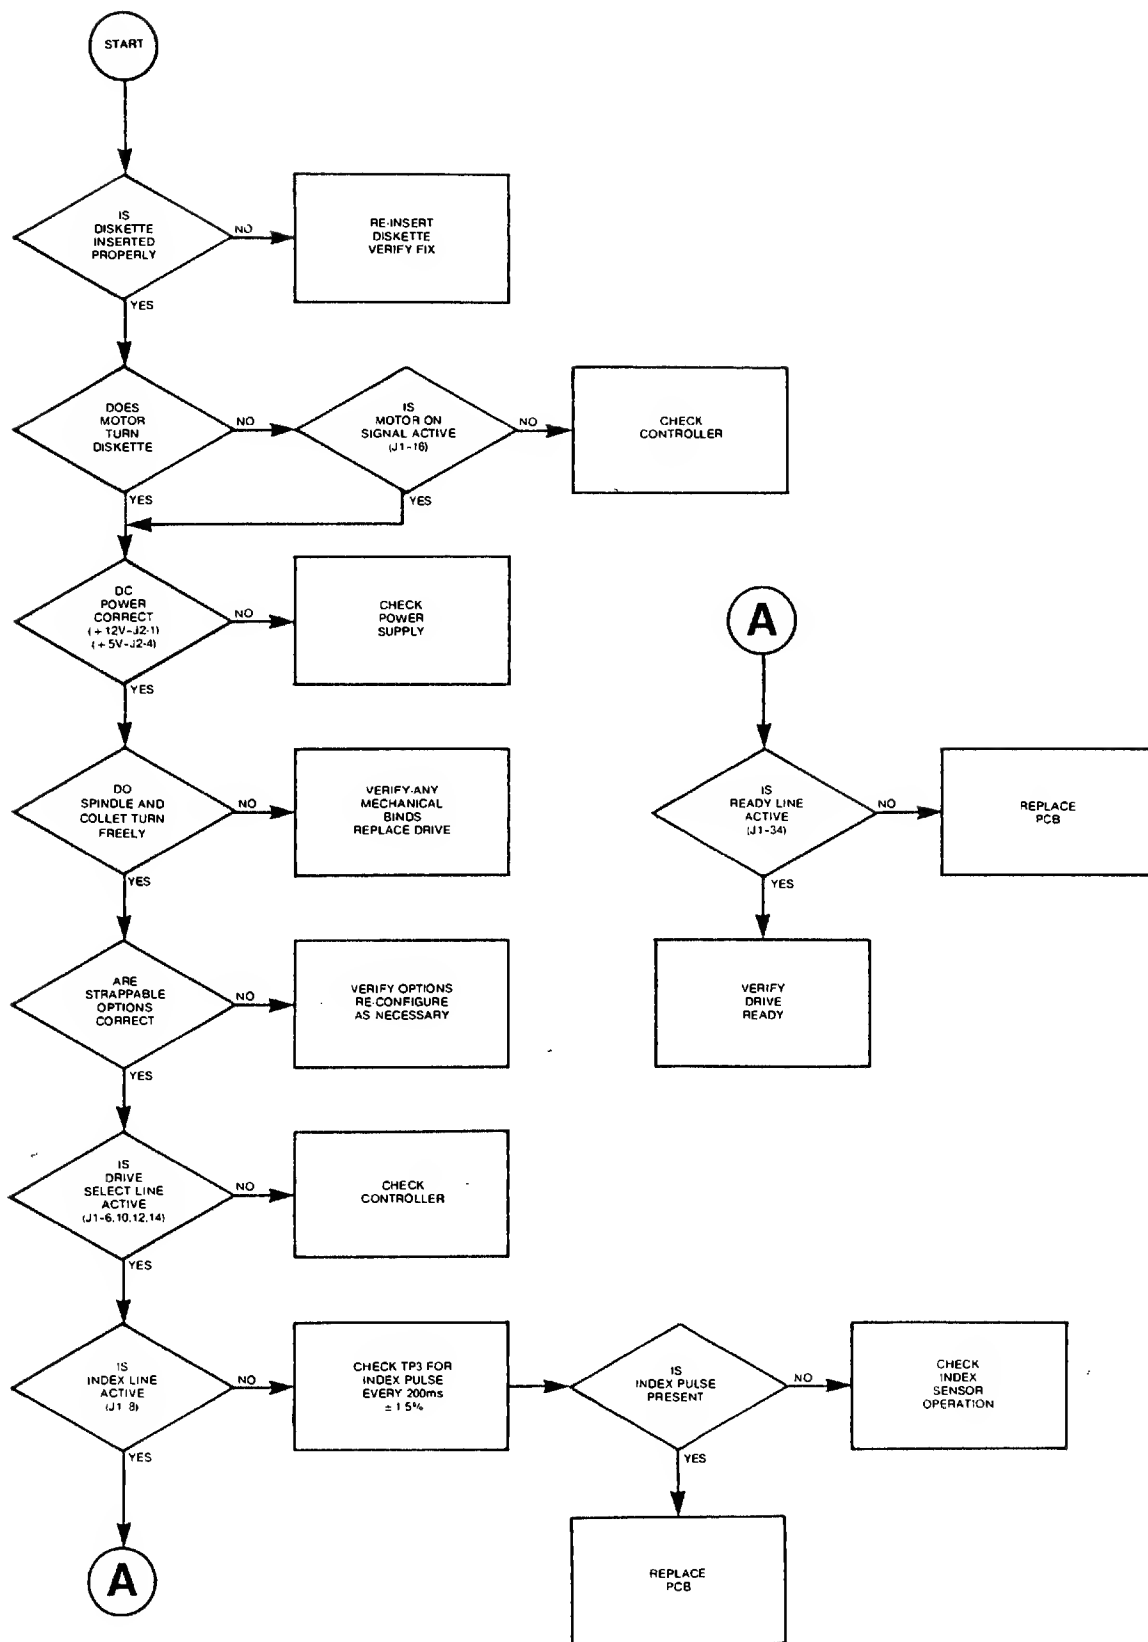 START
IS
DISKETTE
INSERTED
PROPERLY
NO
RE-INSERT
DISKETTE
VERIFY FIX
YES
DOES
MOTOR
TURN
DISKETTE
NO
IS
MOTOR ON
SIGNAL ACTIVE
(J1-16)
NO
CHECK
CONTROLLER
YES
YES
DC
POWER
CORRECT
(+12V-J2-1)
(+5V-J2-4)
NO
CHECK
POWER
SUPPLY
YES
DO
SPINDLE AND
COLLET TURN
FREELY
NO
VERIFY-ANY
MECHANICAL
BINDS
REPLACE DRIVE
YES
ARE
STRAPPABLE
OPTIONS
CORRECT
NO
VERIFY OPTIONS
RE-CONFIGURE
AS NECESSARY
YES
IS
DRIVE
SELECT LINE
ACTIVE
(J1-6,10,12,14)
NO
CHECK
CONTROLLER
YES
IS
INDEX LINE
ACTIVE
(J1 8)
NO
CHECK TP3 FOR
INDEX PULSE
EVERY 200ms
± 1.5%
IS
INDEX PULSE
PRESENT
NO
CHECK
INDEX
SENSOR
OPERATION
YES
REPLACE
PCB
YES
A
A
IS
READY LINE
ACTIVE
(J1-34)
NO
REPLACE
PCB
YES
VERIFY
DRIVE
READY